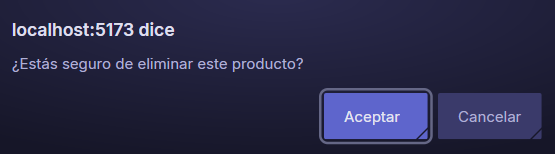 localhost:5173 dice
¿Estás seguro de eliminar este producto?
Aceptar Cancelar